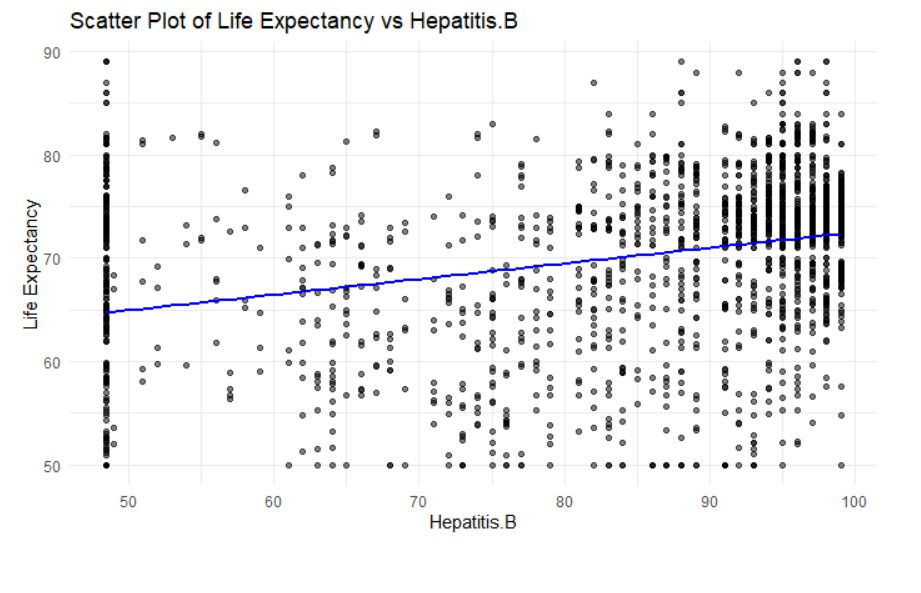 Scatter Plot of Life Expectancy vs Hepatitis.B
90
80
70
60
50
Life Expectancy
50 60 70 80 90 100
Hepatitis.B